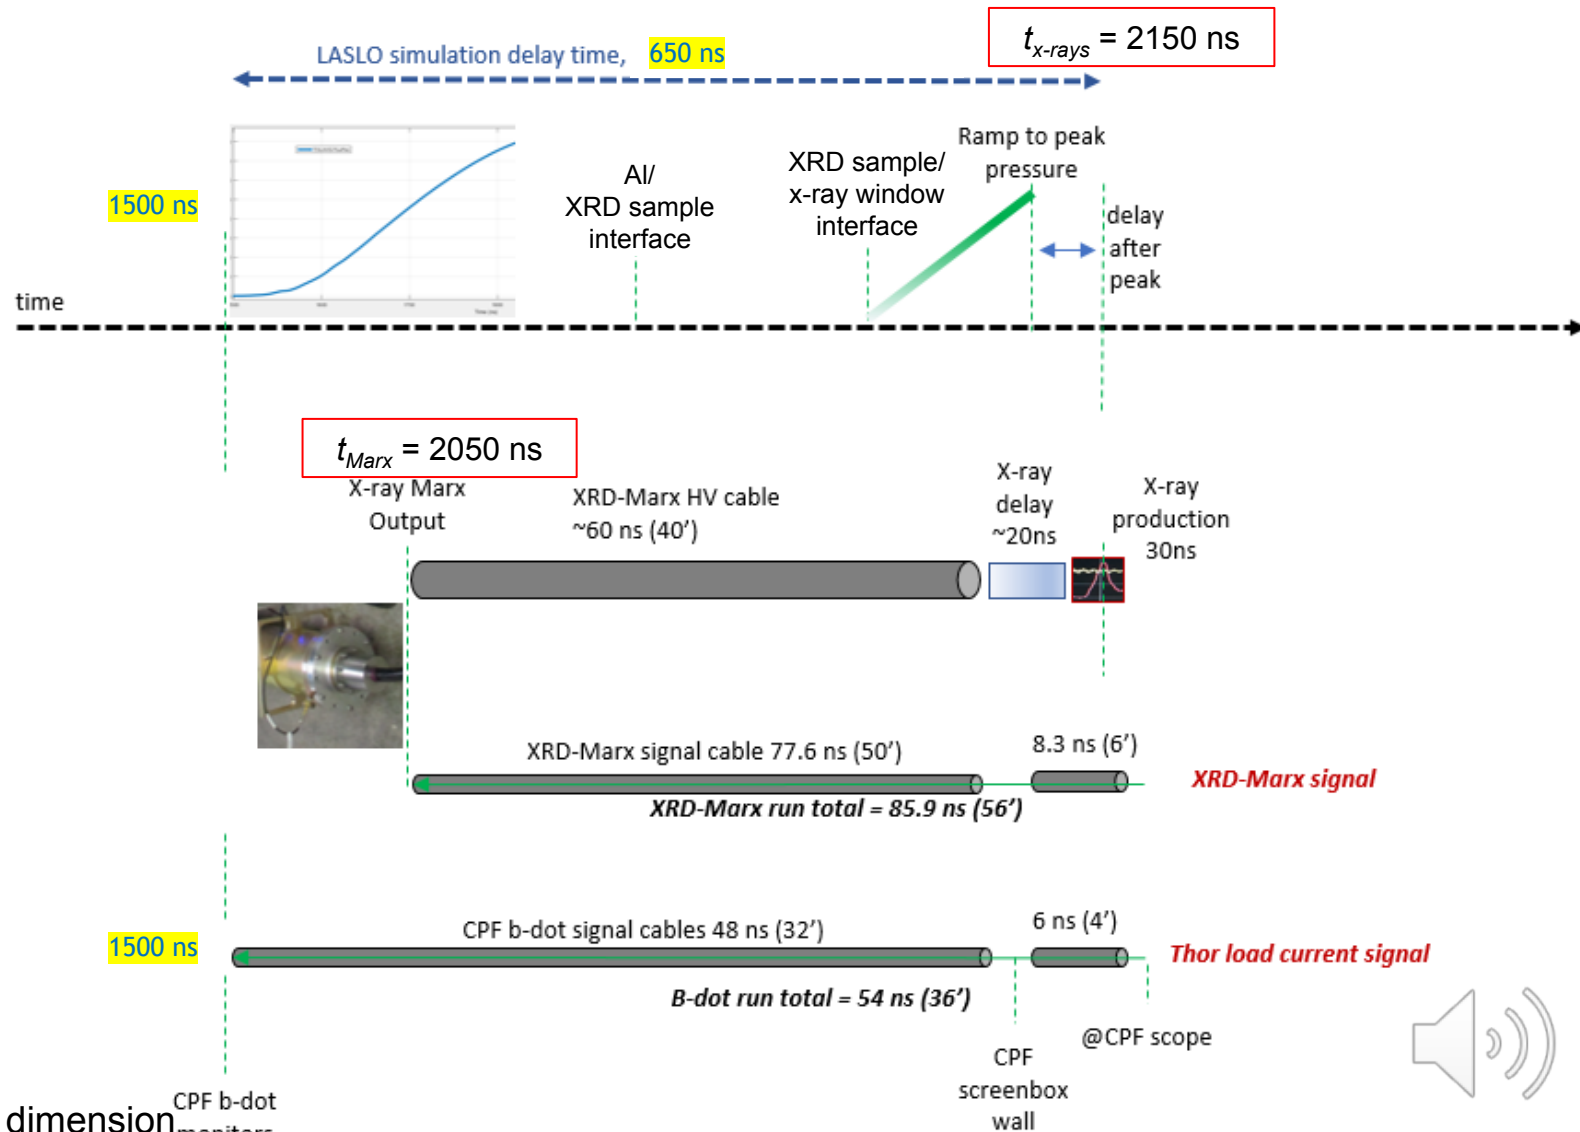 LASLO simulation delay time, 650 ns
t_x-rays = 2150 ns
Ramp to peak
pressure
XRD sample/
x-ray window
interface
Al/
XRD sample
interface
1500 ns
delay
after
peak
time
t_Marx = 2050 ns
X-ray Marx
Output
XRD-Marx HV cable
~60 ns (40’)
X-ray
delay
~20ns
X-ray
production
30ns
XRD-Marx signal cable 77.6 ns (50’)
8.3 ns (6’)
XRD-Marx signal
XRD-Marx run total = 85.9 ns (56’)
1500 ns
CPF b-dot signal cables 48 ns (32’)
6 ns (4’)
Thor load current signal
B-dot run total = 54 ns (36’)
@CPF scope
CPF
screenbox
wall
CPF b-dot
dimension